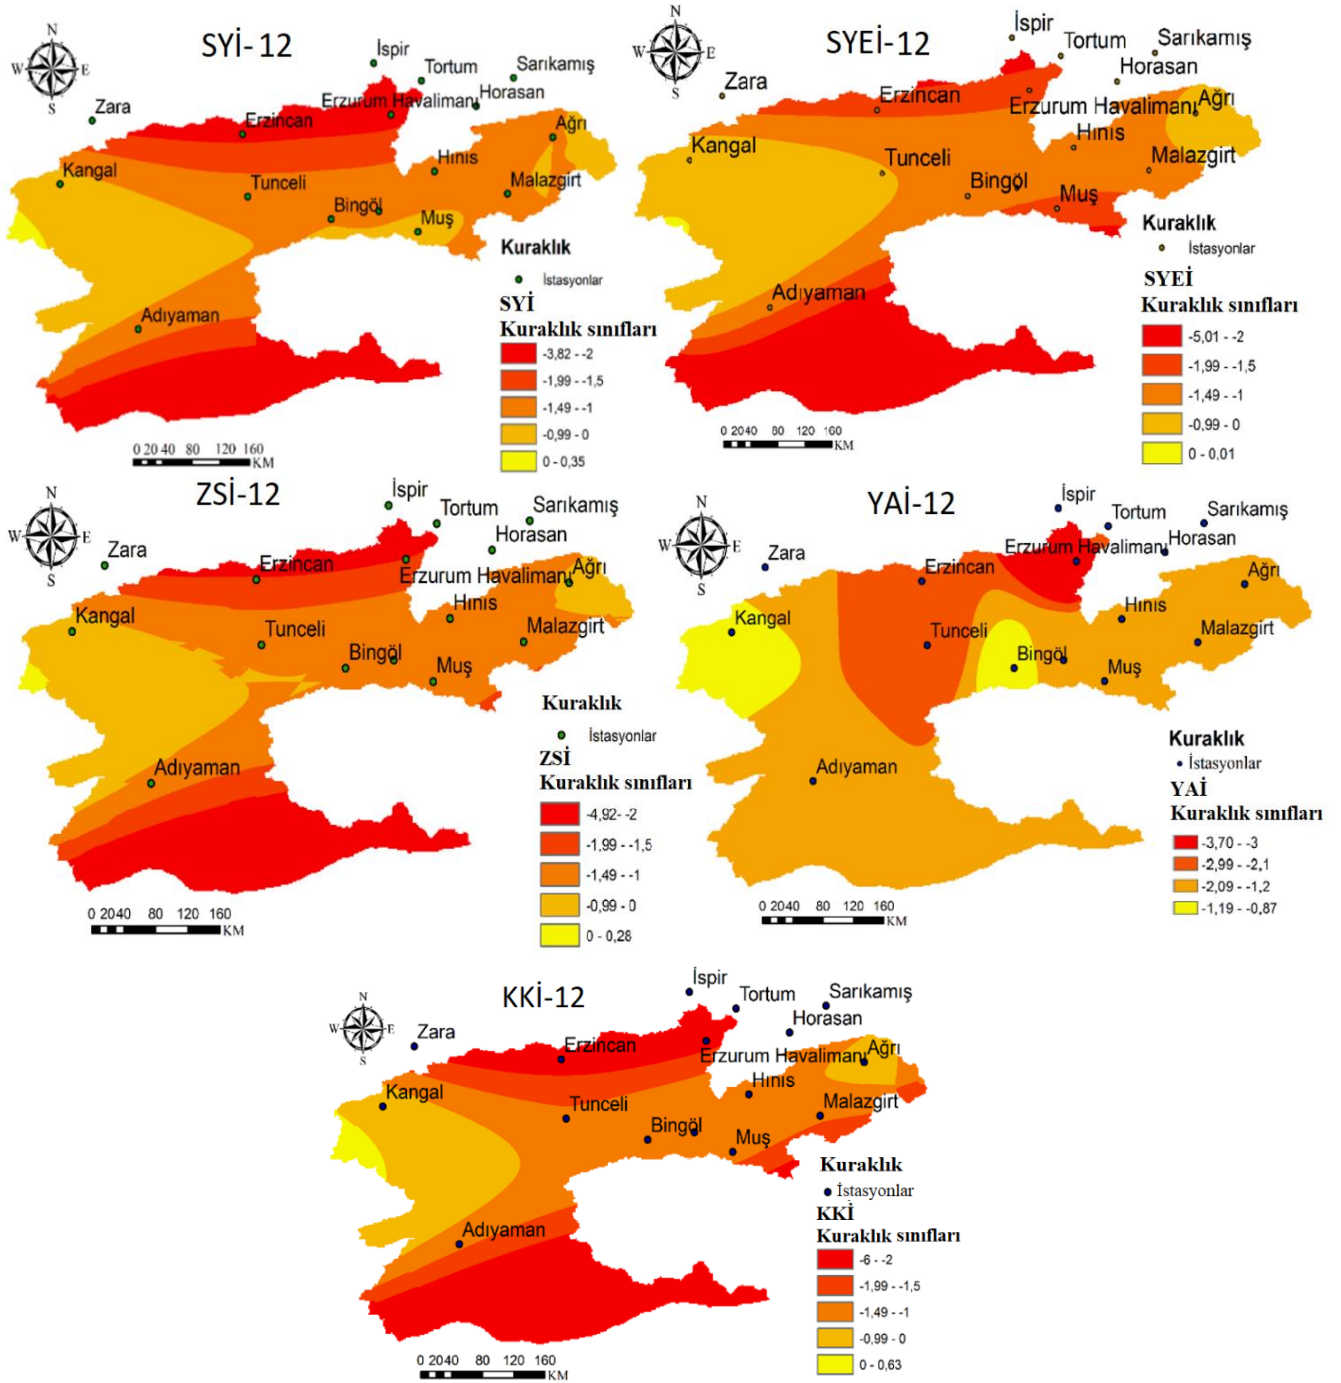 SYİ-12
N
W E
S
İspir
Tortum
Sarıkamış
Horasan
Erzurum Havalimanı
Zara
Erzincan
Ağrı
Kangal
Hınıs
Tunceli
Malazgirt
Bingöl
Muş
Adıyaman
Kuraklık
İstasyonlar
SYİ
Kuraklık sınıfları
-3,82 - -2
-1,99 - -1,5
-1,49 - -1
-0,99 - 0
0 - 0,35
0 20 40 80 120 160
KM
SYEİ-12
N
W E
S
İspir
Tortum
Sarıkamış
Horasan
Zara
Erzincan
Erzurum Havalimanı
Ağrı
Kangal
Hınıs
Tunceli
Malazgirt
Bingöl
Muş
Adıyaman
Kuraklık
İstasyonlar
SYEİ
Kuraklık sınıfları
-5,01 - -2
-1,99 - -1,5
-1,49 - -1
-0,99 - 0
0 - 0,01
0 2040 80 120 160
KM
ZSİ-12
N
W E
S
İspir
Tortum
Sarıkamış
Horasan
Zara
Erzincan
Erzurum Havalimanı
Ağrı
Kangal
Hınıs
Tunceli
Malazgirt
Bingöl
Muş
Adıyaman
Kuraklık
İstasyonlar
ZSİ
Kuraklık sınıfları
-4,92- -2
-1,99 - -1,5
-1,49 - -1
-0,99 - 0
0 - 0,28
0 2040 80 120 160
KM
YAİ-12
N
W E
S
İspir
Tortum
Sarıkamış
Erzurum Havalimanı
Horasan
Zara
Erzincan
Ağrı
Kangal
Hınıs
Tunceli
Malazgirt
Bingöl
Muş
Adıyaman
Kuraklık
İstasyonlar
YAİ
Kuraklık sınıfları
-3,70 - -3
-2,99 - -2,1
-2,09 - -1,2
-1,19 - -0,87
0 2040 80 120 160
KM
KKİ-12
N
W E
S
İspir
Tortum
Sarıkamış
Horasan
Zara
Erzincan
Erzurum Havalimanı
Ağrı
Kangal
Hınıs
Tunceli
Malazgirt
Bingöl
Muş
Adıyaman
Kuraklık
İstasyonlar
KKİ
Kuraklık sınıfları
-6 - -2
-1,99 - -1,5
-1,49 - -1
-0,99 - 0
0 - 0,63
0 2040 80 120 160
KM